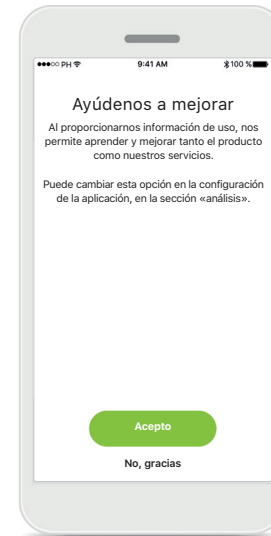 ●●●○○ PH 9:41 AM 100 %
Ayúdenos a mejorar
Al proporcionarnos información de uso, nos
permite aprender y mejorar tanto el producto
como nuestros servicios.
Puede cambiar esta opción en la configuración
de la aplicación, en la sección «análisis».
Acepto
No, gracias